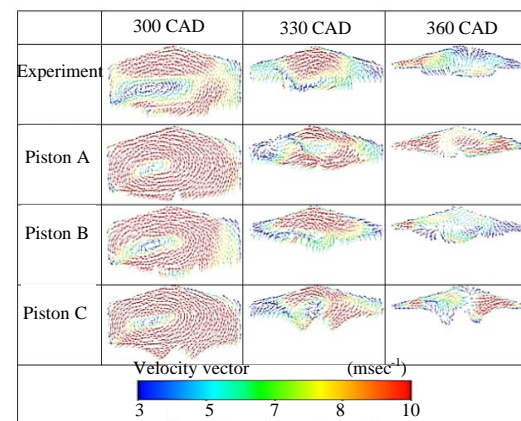 300 CAD 330 CAD 360 CAD
Experiment
Piston A
Piston B
Piston C
Velocity vector (msec⁻¹)
3 5 7 8 10